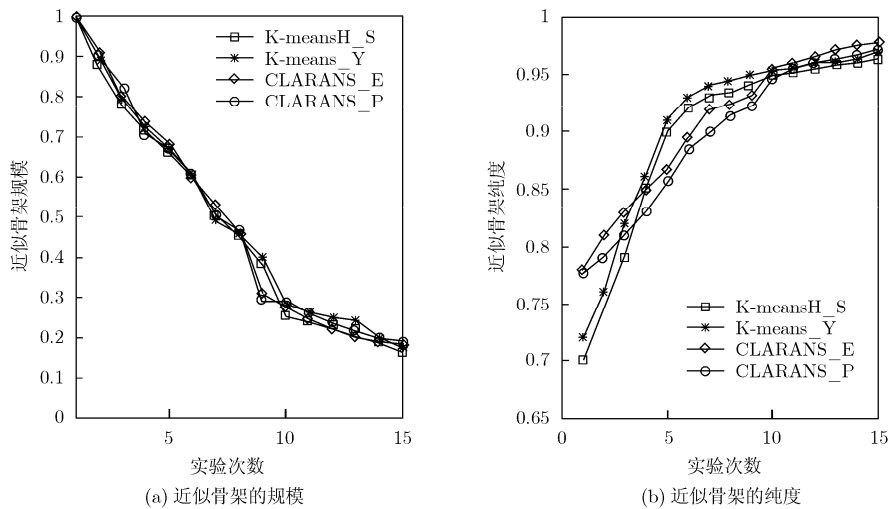 1
0.9
0.8
0.7
0.6
0.5
0.4
0.3
0.2
0.1
0
近似骨架规模
K-meansH_S
K-means_Y
CLARANS_E
CLARANS_P
5
10
15
实验次数
(a) 近似骨架的规模
1
0.95
0.9
0.85
0.8
0.75
0.7
0.65
近似骨架纯度
K-mcansH_S
K-means_Y
CLARANS_E
CLARANS_P
0
5
10
15
实验次数
(b) 近似骨架的纯度